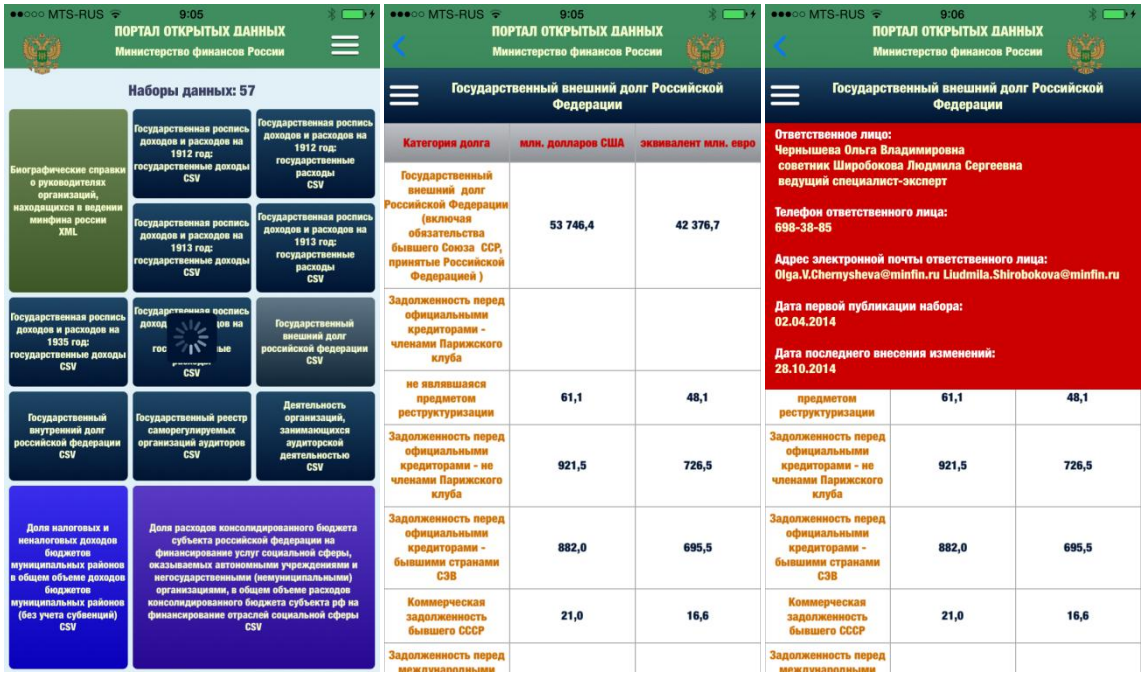 MTS-RUS 9:05
ПОРТАЛ ОТКРЫТЫХ ДАННЫХ
Министерство финансов России
Наборы данных: 57
Биографические справки
о руководителях
организаций,
находящихся в ведении
минфина россии
XML
Государственная роспись
доходов и расходов на
1912 год:
государственные доходы
CSV
Государственная роспись
доходов и расходов на
1912 год:
государственные
расходы
CSV
Государственная роспись
доходов и расходов на
1913 год:
государственные доходы
CSV
Государственная роспись
доходов и расходов на
1913 год:
государственные
расходы
CSV
Государственная роспись
доходов и расходов на
1935 год:
государственные доходы
CSV
Государственная роспись
на
CSV
Государственный
внешний долг
российской федерации
CSV
Государственный
внутренний долг
российской федерации
CSV
Государственный реестр
саморегулируемых
организаций аудиторов
CSV
Деятельность
организаций,
занимающихся
аудиторской
деятельностью
CSV
Доля налоговых и
неналоговых доходов
бюджетов
муниципальных районов
в общем объеме доходов
бюджетов
муниципальных районов
(без учета субвенций)
CSV
Доля расходов консолидированного бюджета
субъекта российской федерации на
финансирование услуг социальной сферы,
оказываемых автономными учреждениями и
негосударственными (немуниципальными)
организациями, в общем объеме расходов
консолидированного бюджета субъекта рф на
финансирование отраслей социальной сферы
CSV
MTS-RUS 9:05
ПОРТАЛ ОТКРЫТЫХ ДАННЫХ
Министерство финансов России
Государственный внешний долг Российской
Федерации
Категория долга млн. долларов США эквивалент млн. евро
Государственный
внешний долг
Российской Федерации
(включая
обязательства
бывшего Союза ССР,
принятые Российской
Федерацией )
53 746,4 42 376,7
Задолженность перед
официальными
кредиторами -
членами Парижского
клуба
не являвшаяся
предметом
реструктуризации
61,1 48,1
Задолженность перед
официальными
кредиторами - не
членами Парижского
клуба
921,5 726,5
Задолженность перед
официальными
кредиторами -
бывшими странами
СЭВ
882,0 695,5
Коммерческая
задолженность
бывшего СССР
21,0 16,6
Задолженность перед
международными
MTS-RUS 9:06
ПОРТАЛ ОТКРЫТЫХ ДАННЫХ
Министерство финансов России
Государственный внешний долг Российской
Федерации
Ответственное лицо:
Чернышева Ольга Владимировна
советник Широбокова Людмила Сергеевна
ведущий специалист-эксперт
Телефон ответственного лица:
698-38-85
Адрес электронной почты ответственного лица:
Olga.V.Chernysheva@minfin.ru Liudmila.Shirobokova@minfin.ru
Дата первой публикации набора:
02.04.2014
Дата последнего внесения изменений:
28.10.2014
предметом
реструктуризации
61,1 48,1
Задолженность перед
официальными
кредиторами - не
членами Парижского
клуба
921,5 726,5
Задолженность перед
официальными
кредиторами -
бывшими странами
СЭВ
882,0 695,5
Коммерческая
задолженность
бывшего СССР
21,0 16,6
Задолженность перед
международными